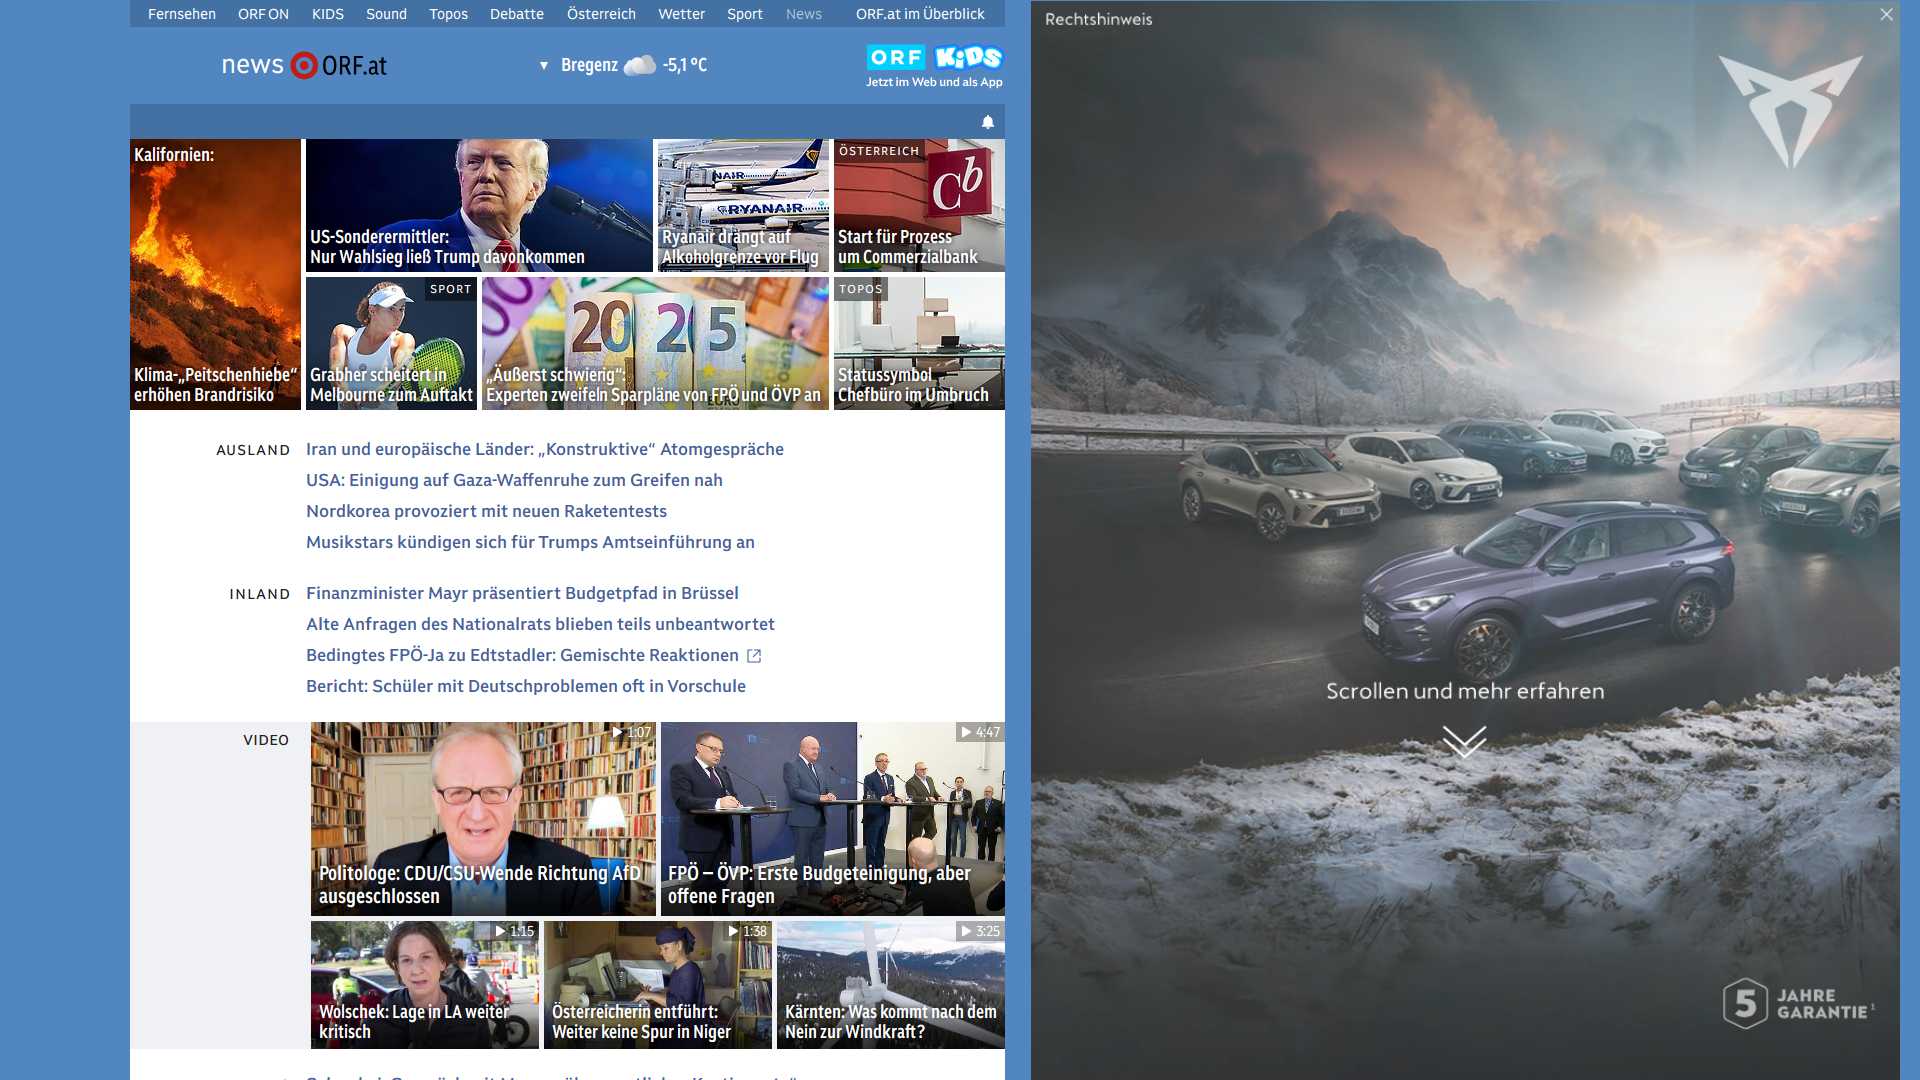 Fernsehen ORF ON KIDS Sound Topos Debatte Österreich Wetter Sport News ORF.at im Überblick
news ORF.at
▼ Bregenz -5,1 ºC
ORF KiDS
Jetzt im Web und als App
Kalifornien:
Klima-„Peitschenhiebe“
erhöhen Brandrisiko
US-Sonderermittler:
Nur Wahlsieg ließ Trump davonkommen
NAIR
RYANAIR
Ryanair drängt auf
Alkoholgrenze vor Flug
ÖSTERREICH
Cb
Start für Prozess
um Commerzialbank
SPORT
Grabher scheitert in
Melbourne zum Auftakt
2025
„Äußerst schwierig“:
Experten zweifeln Sparpläne von FPÖ und ÖVP an
TOPOS
Statussymbol
Chefbüro im Umbruch
AUSLAND
Iran und europäische Länder: „Konstruktive“ Atomgespräche
USA: Einigung auf Gaza-Waffenruhe zum Greifen nah
Nordkorea provoziert mit neuen Raketentests
Musikstars kündigen sich für Trumps Amtseinführung an
INLAND
Finanzminister Mayr präsentiert Budgetpfad in Brüssel
Alte Anfragen des Nationalrats blieben teils unbeantwortet
Bedingtes FPÖ-Ja zu Edtstadler: Gemischte Reaktionen
Bericht: Schüler mit Deutschproblemen oft in Vorschule
VIDEO
1:07
Politologe: CDU/CSU-Wende Richtung AfD
ausgeschlossen
4:47
FPÖ – ÖVP: Erste Budgeteinigung, aber
offene Fragen
1:15
Wolschek: Lage in LA weiter
kritisch
1:38
Österreicherin entführt:
Weiter keine Spur in Niger
3:25
Kärnten: Was kommt nach dem
Nein zur Windkraft?
Rechtshinweis
Scrollen und mehr erfahren
5 JAHRE
GARANTIE¹